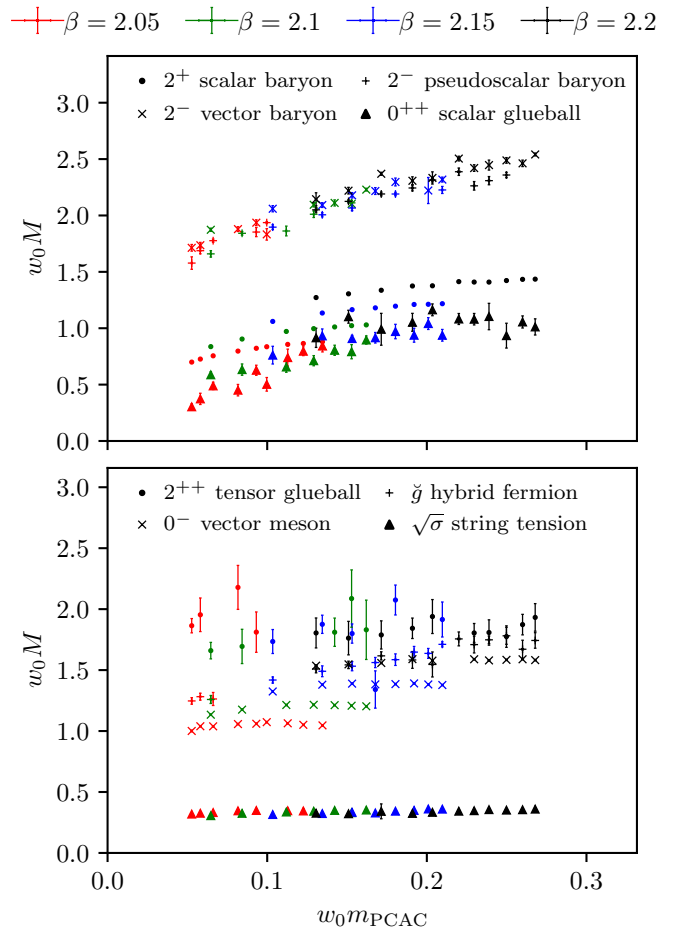 β = 2.05 β = 2.1 β = 2.15 β = 2.2
2⁺ scalar baryon 2⁻ pseudoscalar baryon
2⁻ vector baryon 0⁺⁺ scalar glueball
3.0
2.5
2.0
1.5
1.0
0.5
0.0
w₀M
2⁺⁺ tensor glueball ğ hybrid fermion
0⁻ vector meson √σ string tension
3.0
2.5
2.0
1.5
1.0
0.5
0.0
w₀M
0.0 0.1 0.2 0.3
w₀m_PCAC